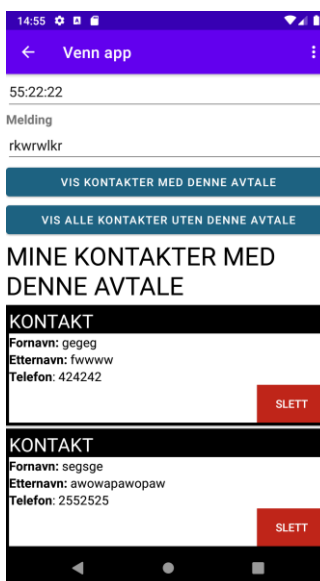 14:55
Venn app
55:22:22
Melding
rkwrwlkr
VIS KONTAKTER MED DENNE AVTALE
VIS ALLE KONTAKTER UTEN DENNE AVTALE
MINE KONTAKTER MED
DENNE AVTALE
KONTAKT
Fornavn: gegeg
Etternavn: fwwww
Telefon: 424242
SLETT
KONTAKT
Fornavn: segsge
Etternavn: awowapawopaw
Telefon: 2552525
SLETT